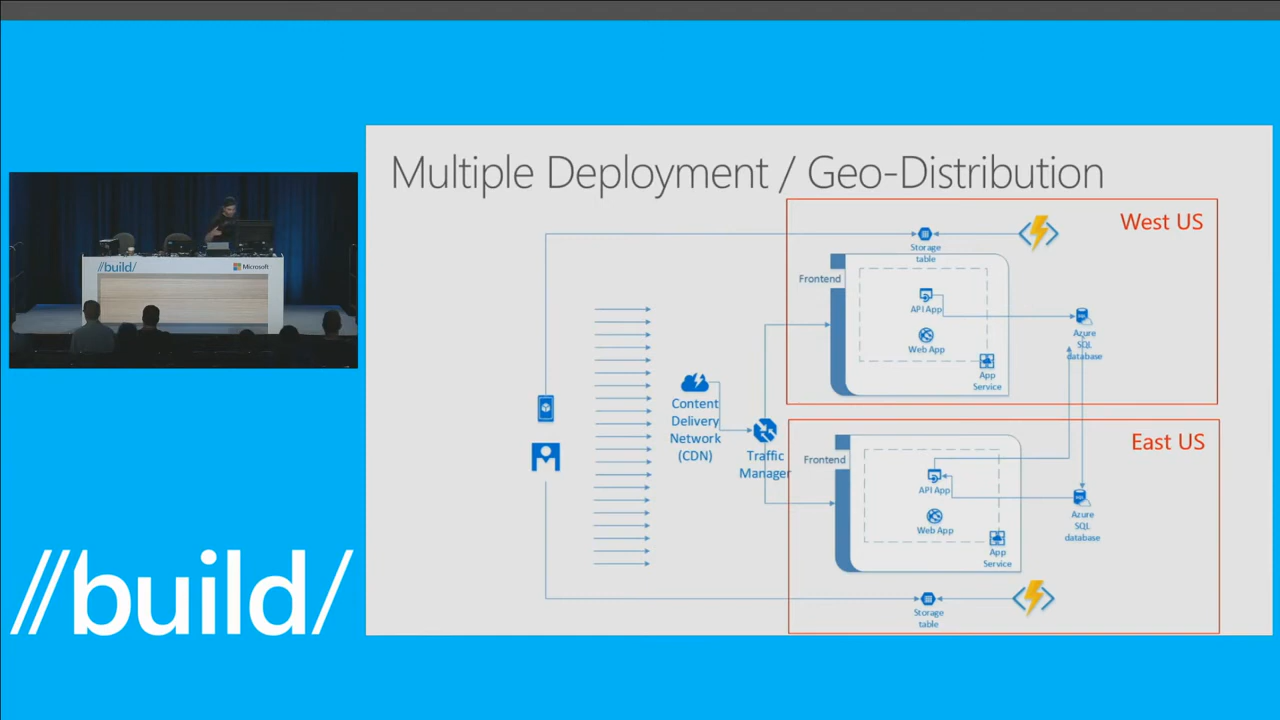 Multiple Deployment / Geo-Distribution
West US
Storage
table
Frontend
API App
Web App
App
Service
Azure
SQL
database
Content
Delivery
Network
(CDN)
Traffic
Manager
East US
Frontend
API App
Web App
App
Service
Azure
SQL
database
Storage
table
//build/
Microsoft
//build/